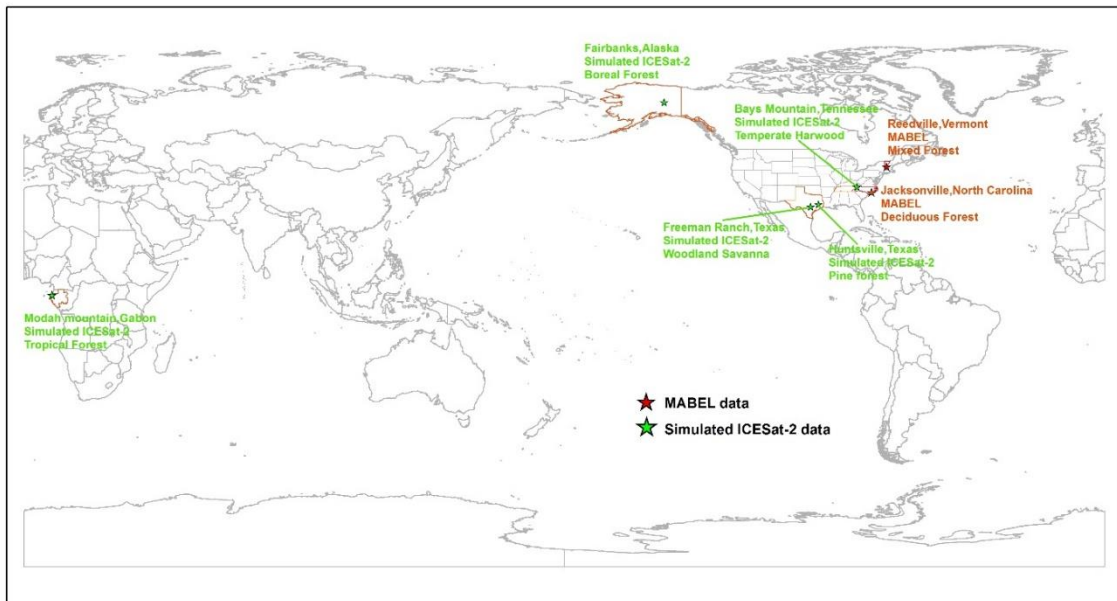 Fairbanks,Alaska
Simulated ICESat-2
Boreal Forest
Bays Mountain,Tennessee
Simulated ICESat-2
Temperate Harwood
Reedville,Vermont
MABEL
Mixed Forest
Jacksonville,North Carolina
MABEL
Deciduous Forest
Freeman Ranch,Texas
Simulated ICESat-2
Woodland Savanna
Huntsville,Texas
Simulated ICESat-2
Pine forest
Modah mountain,Gabon
Simulated ICESat-2
Tropical Forest
MABEL data
Simulated ICESat-2 data